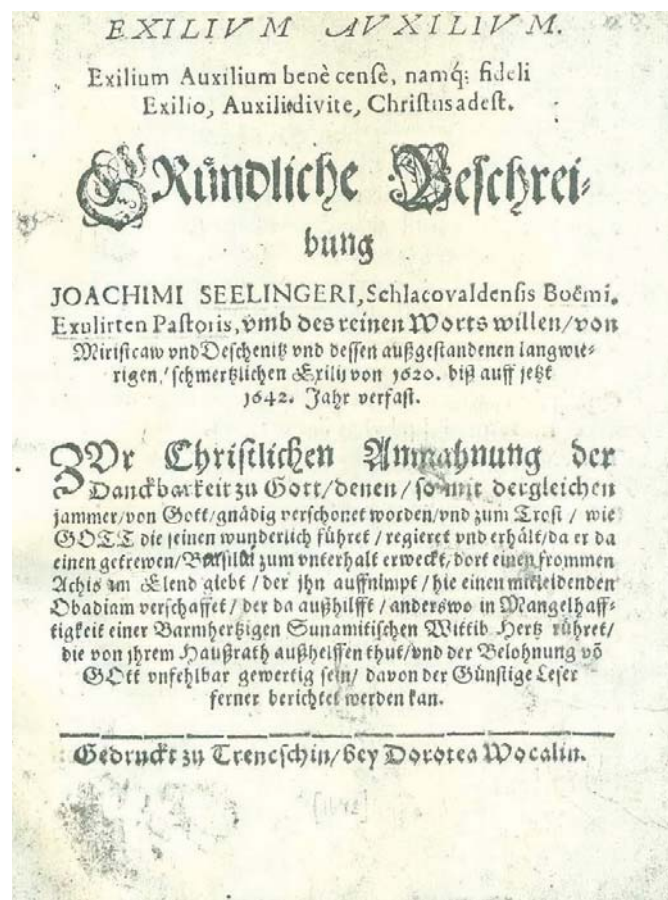 EXILIVM AVXILIVM.
Exilium Auxilium benè censè, namq́; fideli
Exilio, Auxilio divite, Christus adest.
GRündliche Beschrei-
bung
JOACHIMI SEELINGERI, Schlacovaldensis Boëmi,
Exulirten Pastoris, vmb des reinen Worts willen/ von
Mirisicaw vnd Deschenitz vnd dessen außgestandenen langwie-
rigen/ schmertzlichen Exilij von 1620. biß auff jetzt
1642. Jahr verfast.
ZVr Christlichen Anmahnung der
Danckbarkeit zu Gott/ denen/ so mit dergleichen
jammer/ von Gott/ gnädig verschonet worden/ vnd zum Trost/ wie
GOTT die seinen wunderlich führet/ regieret vnd erhält/ da er da
einen getrewen/ Barsillai zum vnterhalt erweckt/ dort einen frommen
Achis im Elend giebt/ der jhn auffnimpt/ hie einen mitleidenden
Obadiam verschaffet/ der da außhilfft/ anderswo in Mangelhaff-
tigkeit einer Barmhertzigen Sunamitischen Wittib Hertz rühret/
die von jhrem Haußrath außhelffen thut/ vnd der Belohnung võ
GOtt vnfehlbar gewertig sein/ davon der Günstige Leser
ferner berichtet werden kan.
Gedruckt zu Trencschin/ bey Dorotea Wocalin.